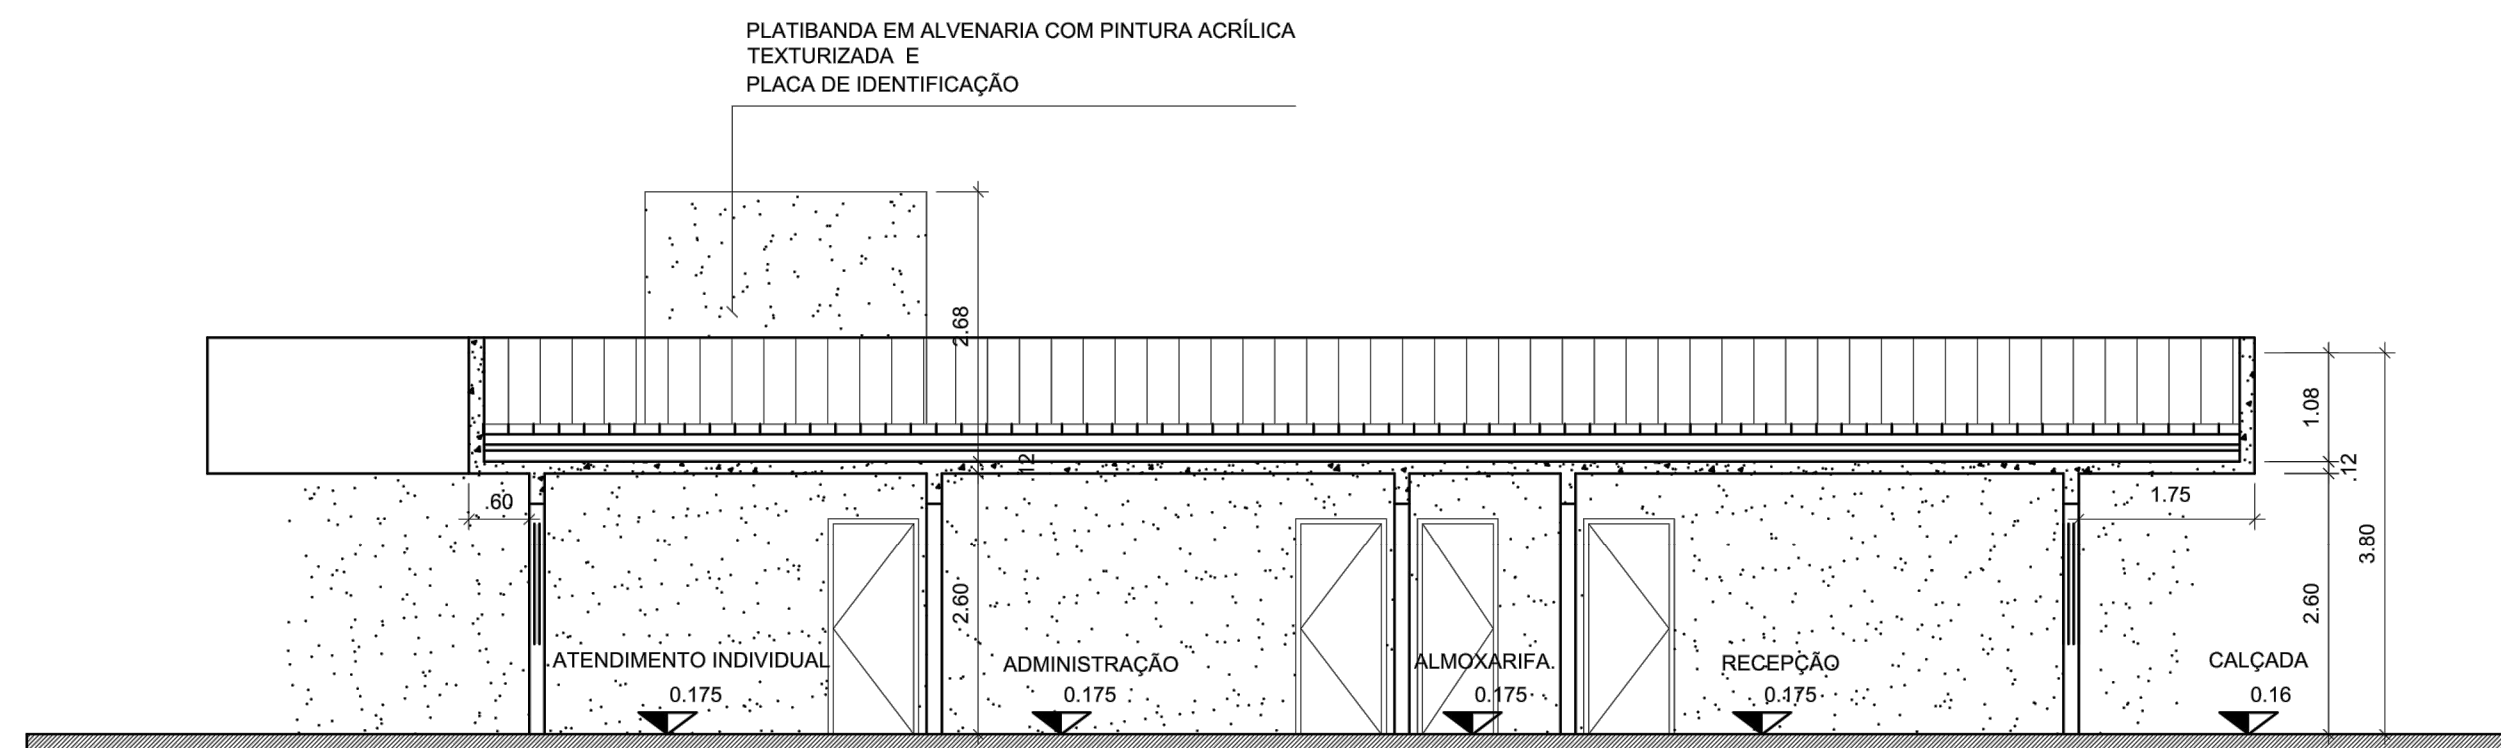 PLATIBANDA EM ALVENARIA COM PINTURA ACRÍLICA
TEXTURIZADA E
PLACA DE IDENTIFICAÇÃO
2.68
1.08
.12
.12
.60
1.75
3.80
2.60
2.60
ATENDIMENTO INDIVIDUAL
0.175
ADMINISTRAÇÃO
0.175
ALMOXARIFA.
0.175
RECEPÇÃO
0.175
CALÇADA
0.16